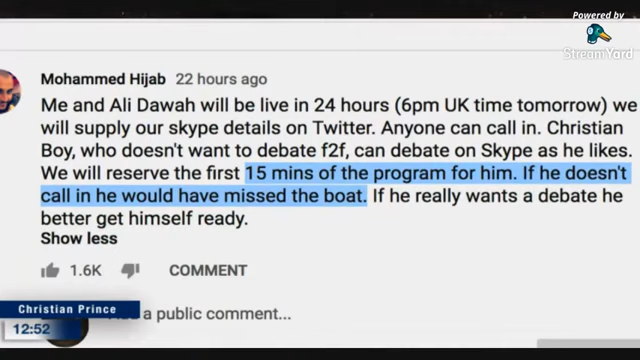 Powered by
StreamYard
Mohammed Hijab 22 hours ago
Me and Ali Dawah will be live in 24 hours (6pm UK time tomorrow) we
will supply our skype details on Twitter. Anyone can call in. Christian
Boy, who doesn't want to debate f2f, can debate on Skype as he likes.
We will reserve the first 15 mins of the program for him. If he doesn't
call in he would have missed the boat. If he really wants a debate he
better get himself ready.
Show less
1.6K COMMENT
Christian Prince
12:52
a public comment...